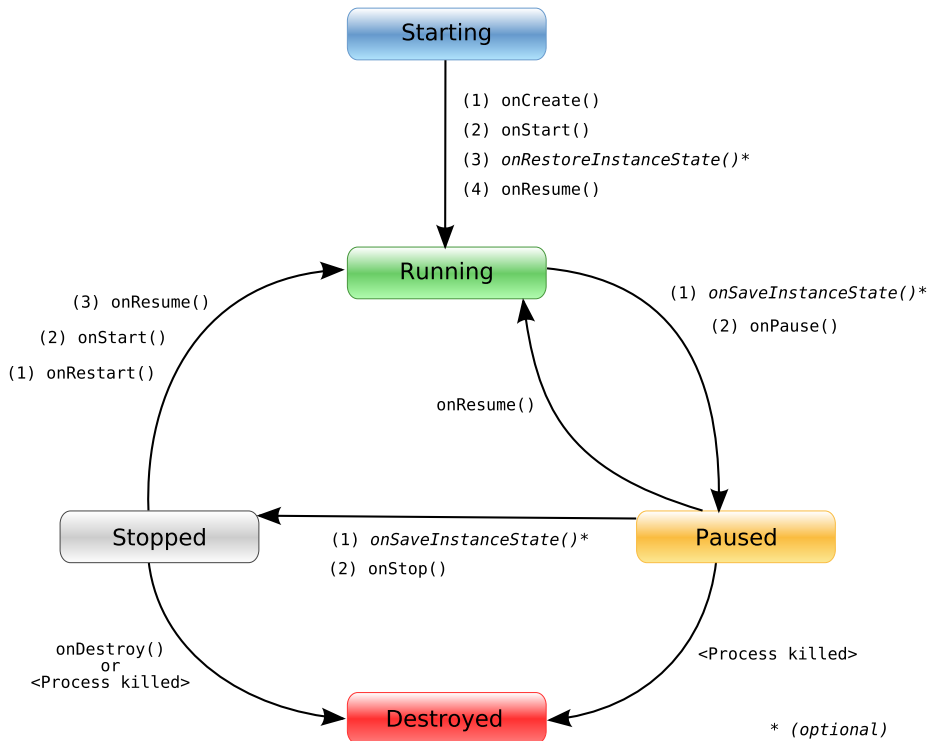 Starting
(1) onCreate()
(2) onStart()
(3) onRestoreInstanceState()*
(4) onResume()
Running
(1) onSaveInstanceState()*
(2) onPause()
(3) onResume()
(2) onStart()
(1) onRestart()
onResume()
Stopped
Paused
(1) onSaveInstanceState()*
(2) onStop()
onDestroy()
or
<Process killed>
<Process killed>
Destroyed
* (optional)